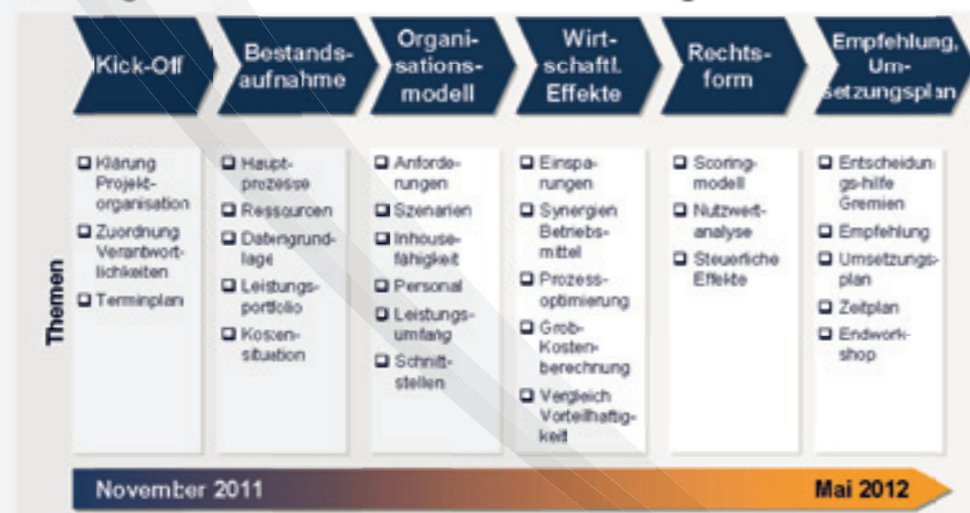 Kick-Off
Bestands-
aufnahme
Organi-
sations-
modell
Wirt-
schaftl.
Effekte
Rechts-
form
Empfehlung,
Um-
setzungsplan
Themen
Klärung
Projekt-
organisation
Zuordnung
Verantwort-
lichkeiten
Terminplan
Haupt-
prozesse
Ressourcen
Datengrund-
lage
Leistungs-
portfolio
Kosten-
situation
Anforde-
rungen
Szenarien
Inhouse-
fähigkeit
Personal
Leistungs-
umfang
Schnitt-
stellen
Einspa-
rungen
Synergien
Betriebs-
mittel
Prozess-
optimierung
Grob-
Kosten-
berechnung
Vergleich
Vorteilhaftig-
keit
Scoring-
modell
Nutzwert-
analyse
Steuerliche
Effekte
Entscheidun
gs-hilfe
Gremien
Empfehlung
Umsetzungs-
plan
Zeitplan
Endwork-
shop
November 2011
Mai 2012